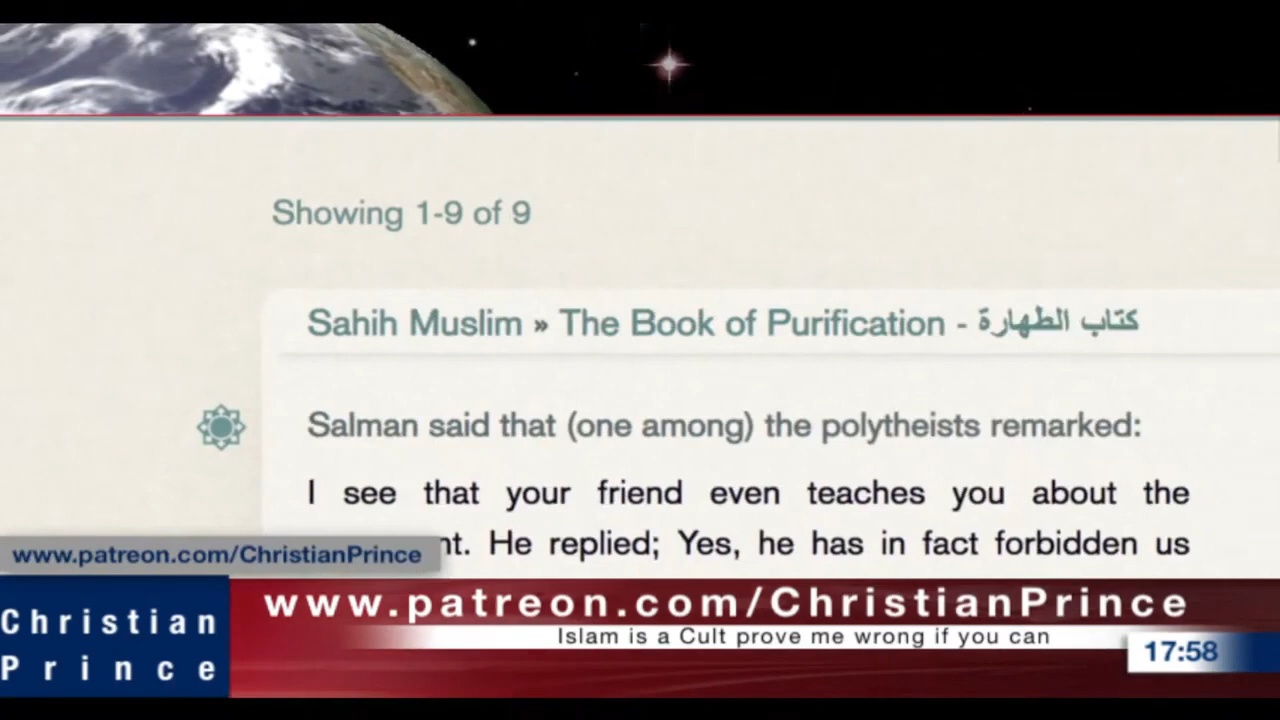 Showing 1-9 of 9
Sahih Muslim » The Book of Purification - كتاب الطهارة
Salman said that (one among) the polytheists remarked:
I see that your friend even teaches you about the
nt. He replied; Yes, he has in fact forbidden us
www.patreon.com/ChristianPrince
www.patreon.com/ChristianPrince
Christian
Prince
Islam is a Cult prove me wrong if you can
17:58